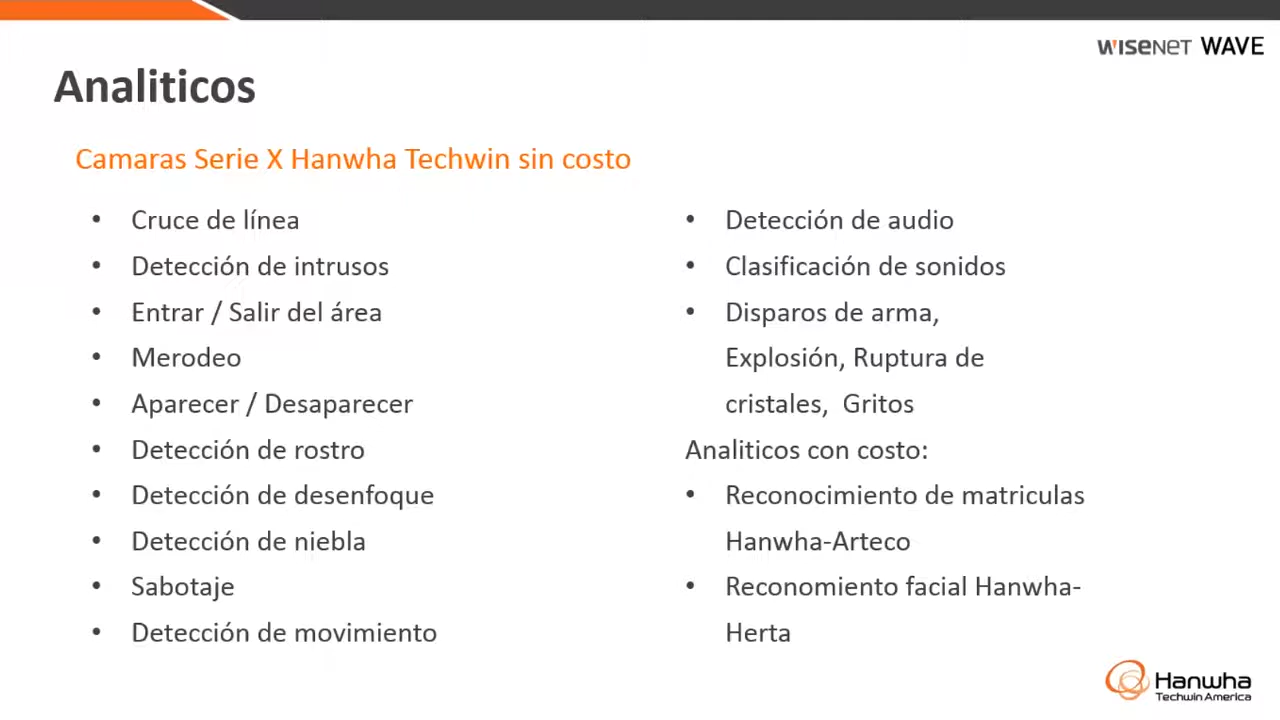 WISENET WAVE
Analiticos
Camaras Serie X Hanwha Techwin sin costo
• Cruce de línea
• Detección de intrusos
• Entrar / Salir del área
• Merodeo
• Aparecer / Desaparecer
• Detección de rostro
• Detección de desenfoque
• Detección de niebla
• Sabotaje
• Detección de movimiento
• Detección de audio
• Clasificación de sonidos
• Disparos de arma,
Explosión, Ruptura de
cristales, Gritos
Analiticos con costo:
• Reconocimiento de matriculas
Hanwha-Arteco
• Reconomiento facial Hanwha-
Herta
Hanwha
Techwin America